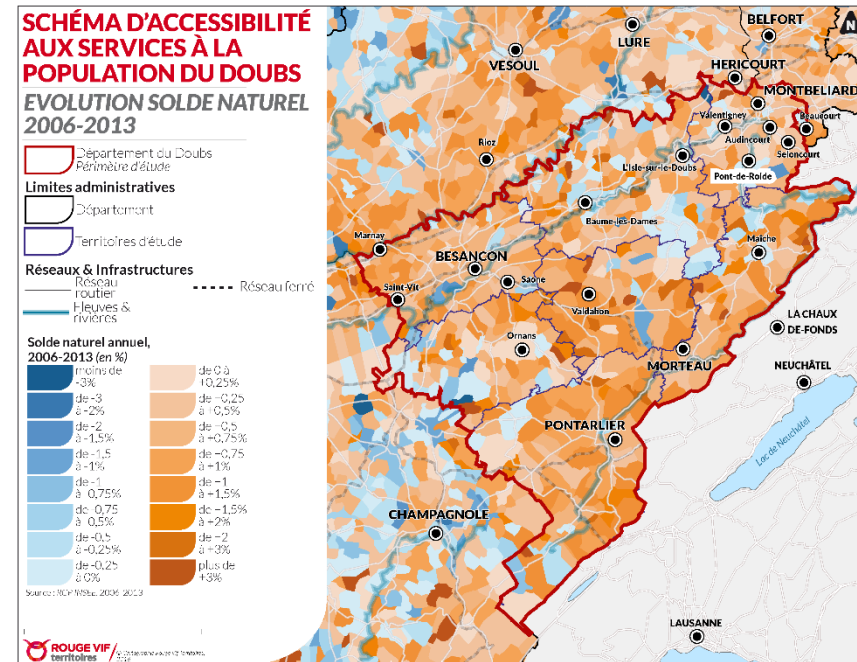 SCHÉMA D'ACCESSIBILITÉ
AUX SERVICES À LA
POPULATION DU DOUBS
EVOLUTION SOLDE NATUREL
2006-2013
Département du Doubs
Périmètre d'étude
Limites administratives
Département
Territoires d'étude
Réseaux & Infrastructures
Réseau
routier
Réseau ferré
Fleuves &
rivières
Solde naturel annuel,
2006-2013 (en %)
moins de
-3%
de -3
à -2%
de -2
à -1,5%
de -1,5
à -1%
de -1
à -0,75%
de -0,75
à -0,5%
de -0,5
à -0,25%
de -0,25
à 0%
de 0 à
+0,25%
de +0,25
à +0,5%
de +0,5
à +0,75%
de +0,75
à +1%
de +1
à +1,5%
de +1,5%
à +2%
de +2
à +3%
plus de
+3%
Source : RGP INSEE, 2006-2013
ROUGE VIF
territoires
BELFORT
N
LURE
VESOUL
HERICOURT
MONTBELIARD
Valentigney
Beaucourt
Audincourt
Seloncourt
Rioz
L'Isle-sur-le-Doubs
Pont-de-Roide
Baume-les-Dames
Marnay
BESANCON
Maîche
Saône
Saint-Vit
Valdahon
LA CHAUX
DE-FONDS
Ornans
MORTEAU
NEUCHÂTEL
PONTARLIER
Lac de Neuchâtel
CHAMPAGNOLE
LAUSANNE